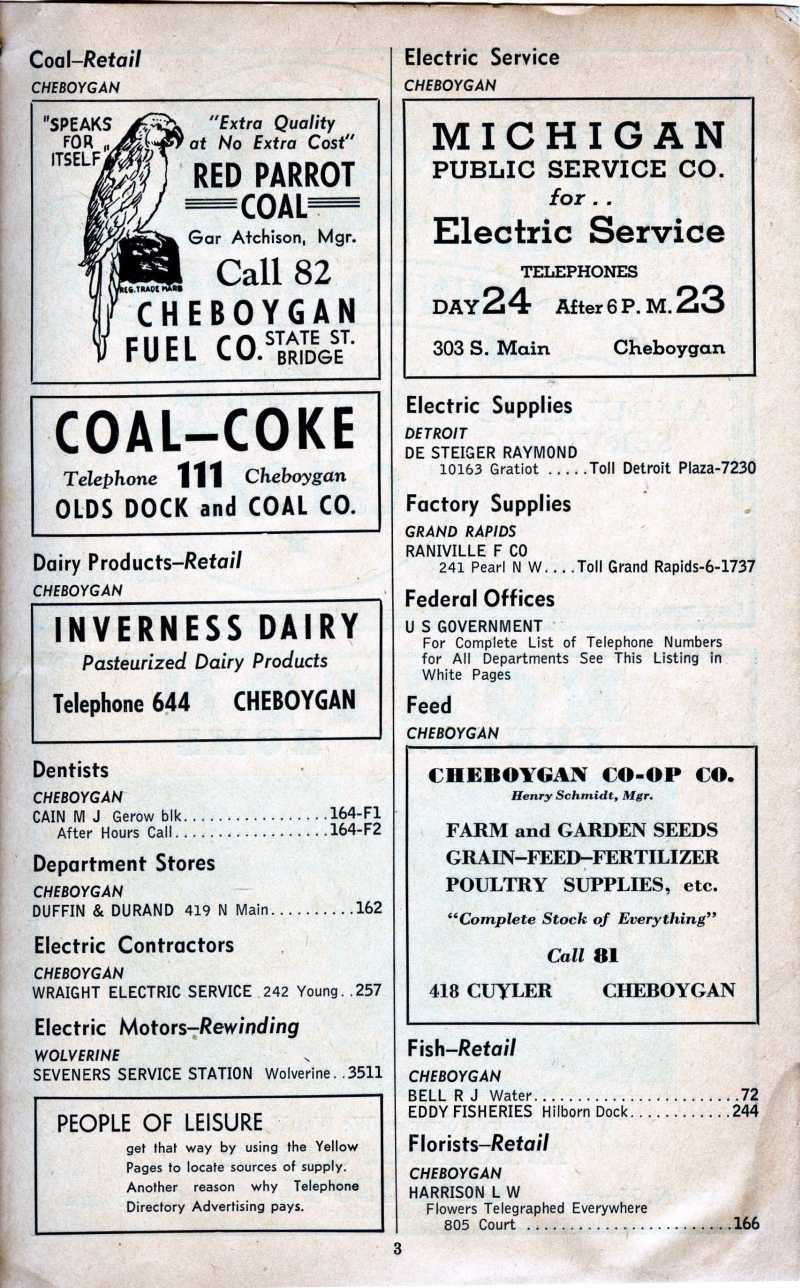 Coal–Retail
CHEBOYGAN
"SPEAKS
FOR
ITSELF"
"Extra Quality
at No Extra Cost"
RED PARROT
COAL
Gar Atchison, Mgr.
Call 82
REG. TRADE MARK
CHEBOYGAN
FUEL CO. STATE ST.
BRIDGE
COAL–COKE
Telephone 111 Cheboygan
OLDS DOCK and COAL CO.
Dairy Products–Retail
CHEBOYGAN
INVERNESS DAIRY
Pasteurized Dairy Products
Telephone 644 CHEBOYGAN
Dentists
CHEBOYGAN
CAIN M J Gerow blk.................164-F1
After Hours Call..................164-F2
Department Stores
CHEBOYGAN
DUFFIN & DURAND 419 N Main..........162
Electric Contractors
CHEBOYGAN
WRAIGHT ELECTRIC SERVICE 242 Young..257
Electric Motors–Rewinding
WOLVERINE
SEVENERS SERVICE STATION Wolverine..3511
PEOPLE OF LEISURE
get that way by using the Yellow
Pages to locate sources of supply.
Another reason why Telephone
Directory Advertising pays.
Electric Service
CHEBOYGAN
MICHIGAN
PUBLIC SERVICE CO.
for . .
Electric Service
TELEPHONES
DAY 24 After 6 P. M. 23
303 S. Main Cheboygan
Electric Supplies
DETROIT
DE STEIGER RAYMOND
10163 Gratiot .....Toll Detroit Plaza-7230
Factory Supplies
GRAND RAPIDS
RANIVILLE F CO
241 Pearl N W....Toll Grand Rapids-6-1737
Federal Offices
U S GOVERNMENT
For Complete List of Telephone Numbers
for All Departments See This Listing in
White Pages
Feed
CHEBOYGAN
CHEBOYGAN CO-OP CO.
Henry Schmidt, Mgr.
FARM and GARDEN SEEDS
GRAIN–FEED–FERTILIZER
POULTRY SUPPLIES, etc.
"Complete Stock of Everything"
Call 81
418 CUYLER CHEBOYGAN
Fish–Retail
CHEBOYGAN
BELL R J Water........................72
EDDY FISHERIES Hilborn Dock............244
Florists–Retail
CHEBOYGAN
HARRISON L W
Flowers Telegraphed Everywhere
805 Court ........................166
3